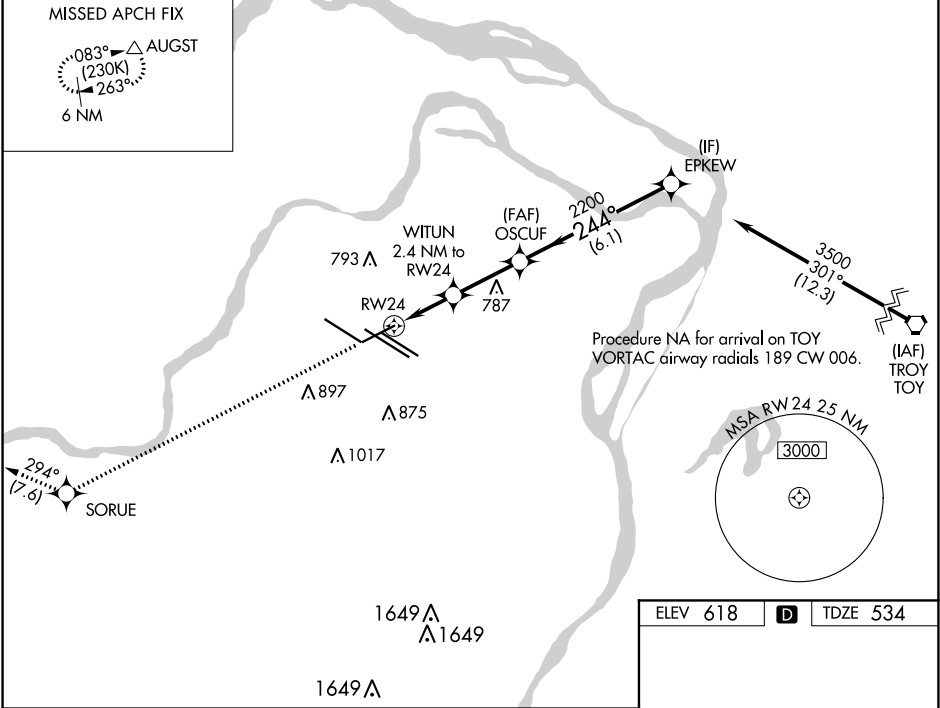 MISSED APCH FIX
083°
AUGST
(230K)
263°
6 NM
(IF)
EPKEW
2200
244°
(6.1)
(FAF)
OSCUF
WITUN
2.4 NM to
RW24
793
787
RW24
3500
301°
(12.3)
Procedure NA for arrival on TOY
VORTAC airway radials 189 CW 006.
(IAF)
TROY
TOY
897
875
1017
MSA RW 24 25 NM
3000
294°
(7.6)
SORUE
1649
1649
1649
ELEV 618 D TDZE 534